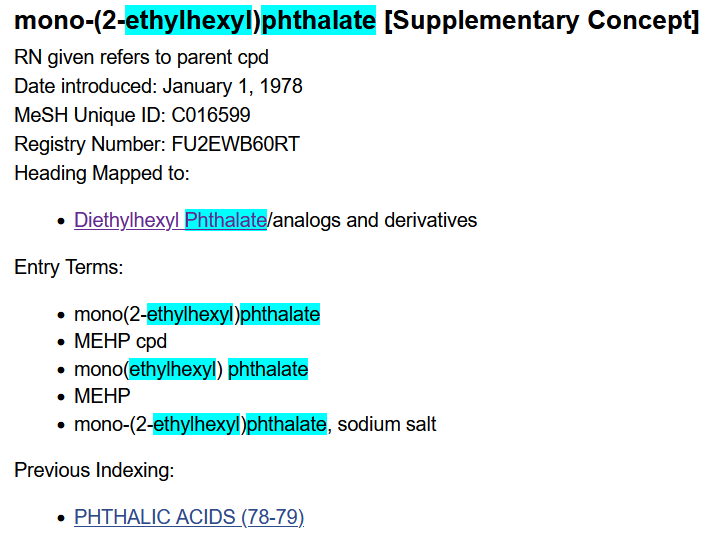 mono-(2-ethylhexyl)phthalate [Supplementary Concept]
RN given refers to parent cpd
Date introduced: January 1, 1978
MeSH Unique ID: C016599
Registry Number: FU2EWB60RT
Heading Mapped to:
• Diethylhexyl Phthalate/analogs and derivatives
Entry Terms:
• mono(2-ethylhexyl)phthalate
• MEHP cpd
• mono(ethylhexyl) phthalate
• MEHP
• mono-(2-ethylhexyl)phthalate, sodium salt
Previous Indexing:
• PHTHALIC ACIDS (78-79)